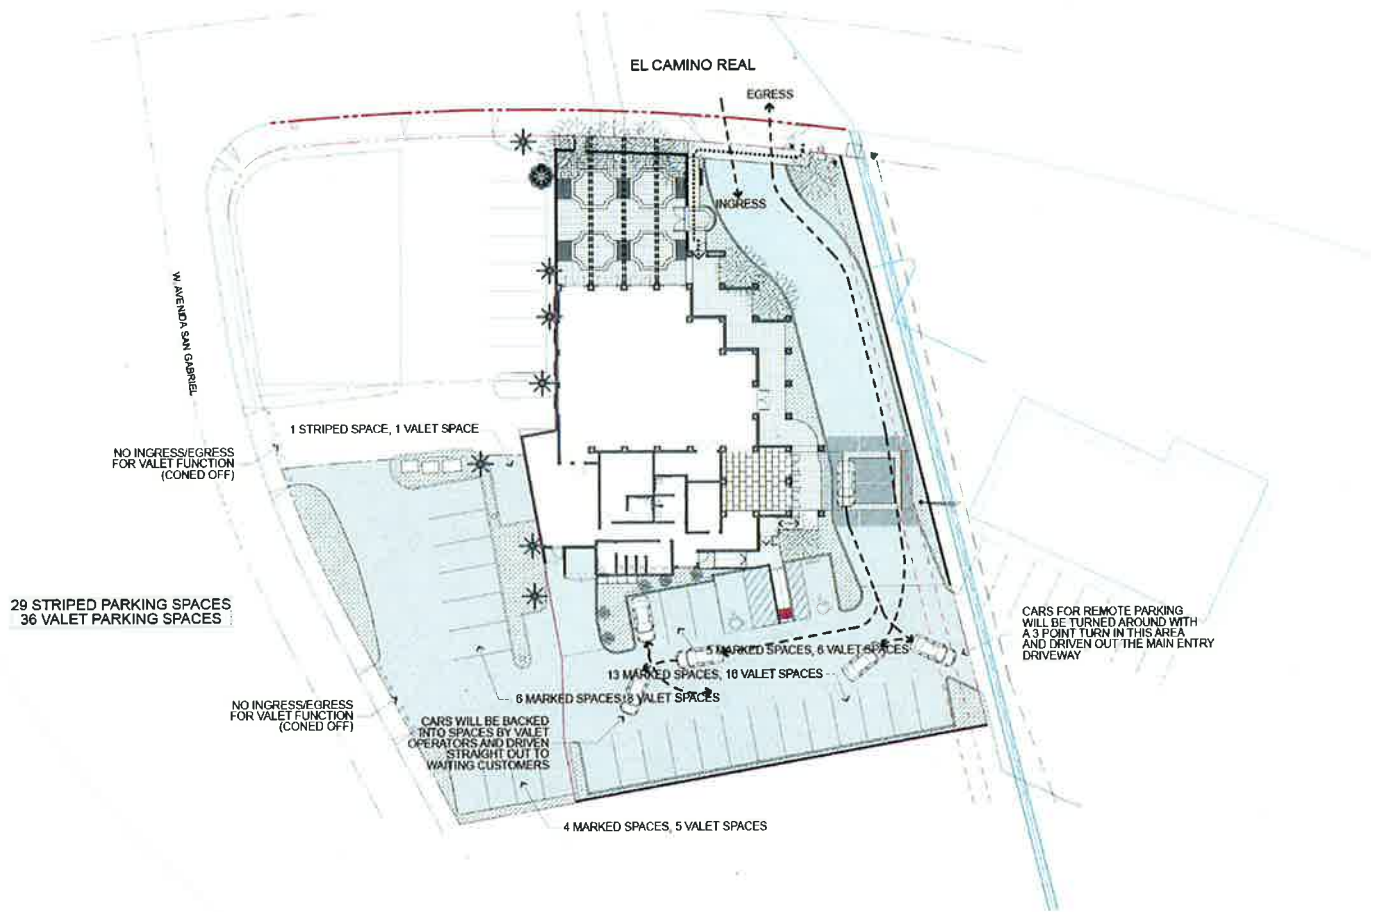 EL CAMINO REAL
EGRESS
INGRESS
W. AVENIDA SAN GABRIEL
1 STRIPED SPACE, 1 VALET SPACE
NO INGRESS/EGRESS
FOR VALET FUNCTION
(CONED OFF)
29 STRIPED PARKING SPACES
36 VALET PARKING SPACES
CARS FOR REMOTE PARKING
WILL BE TURNED AROUND WITH
A 3 POINT TURN IN THIS AREA
AND DRIVEN OUT THE MAIN ENTRY
DRIVEWAY
5 MARKED SPACES, 6 VALET SPACES
13 MARKED SPACES, 16 VALET SPACES
6 MARKED SPACES, 8 VALET SPACES
NO INGRESS/EGRESS
FOR VALET FUNCTION
(CONED OFF)
CARS WILL BE BACKED
INTO SPACES BY VALET
OPERATORS AND DRIVEN
STRAIGHT OUT TO
WAITING CUSTOMERS
4 MARKED SPACES, 5 VALET SPACES